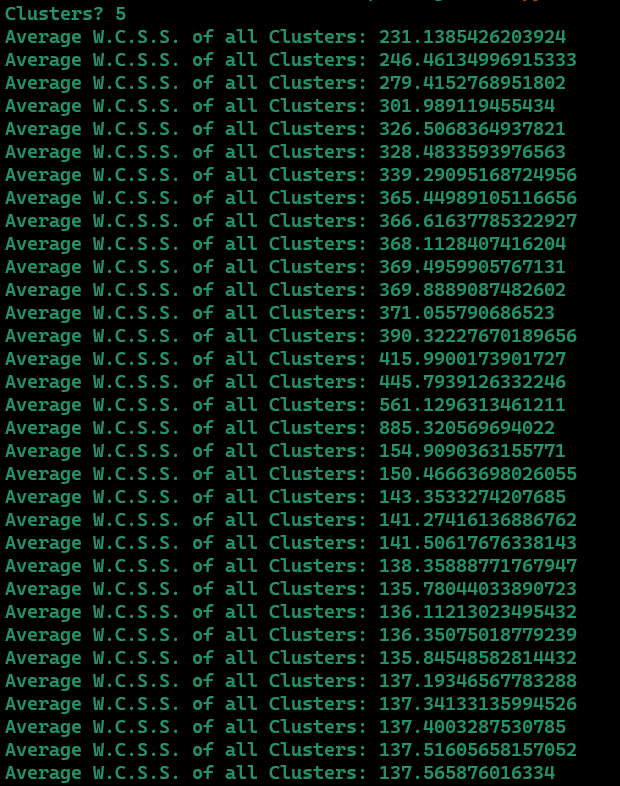 Clusters? 5
Average W.C.S.S. of all Clusters: 231.1385426203924
Average W.C.S.S. of all Clusters: 246.46134996915333
Average W.C.S.S. of all Clusters: 279.4152768951802
Average W.C.S.S. of all Clusters: 301.989119455434
Average W.C.S.S. of all Clusters: 326.5068364937821
Average W.C.S.S. of all Clusters: 328.4833593976563
Average W.C.S.S. of all Clusters: 339.29095168724956
Average W.C.S.S. of all Clusters: 365.44989105116656
Average W.C.S.S. of all Clusters: 366.61637785322927
Average W.C.S.S. of all Clusters: 368.1128407416204
Average W.C.S.S. of all Clusters: 369.4959905767131
Average W.C.S.S. of all Clusters: 369.8889087482602
Average W.C.S.S. of all Clusters: 371.055790686523
Average W.C.S.S. of all Clusters: 390.32227670189656
Average W.C.S.S. of all Clusters: 415.9900173901727
Average W.C.S.S. of all Clusters: 445.7939126332246
Average W.C.S.S. of all Clusters: 561.1296313461211
Average W.C.S.S. of all Clusters: 885.320569694022
Average W.C.S.S. of all Clusters: 154.9090363155771
Average W.C.S.S. of all Clusters: 150.46663698026055
Average W.C.S.S. of all Clusters: 143.3533274207685
Average W.C.S.S. of all Clusters: 141.27416136886762
Average W.C.S.S. of all Clusters: 141.50617676338143
Average W.C.S.S. of all Clusters: 138.35888771767947
Average W.C.S.S. of all Clusters: 135.78044033890723
Average W.C.S.S. of all Clusters: 136.11213023495432
Average W.C.S.S. of all Clusters: 136.35075018779239
Average W.C.S.S. of all Clusters: 135.84548582814432
Average W.C.S.S. of all Clusters: 137.19346567783288
Average W.C.S.S. of all Clusters: 137.34133135994526
Average W.C.S.S. of all Clusters: 137.4003287530785
Average W.C.S.S. of all Clusters: 137.51605658157052
Average W.C.S.S. of all Clusters: 137.565876016334